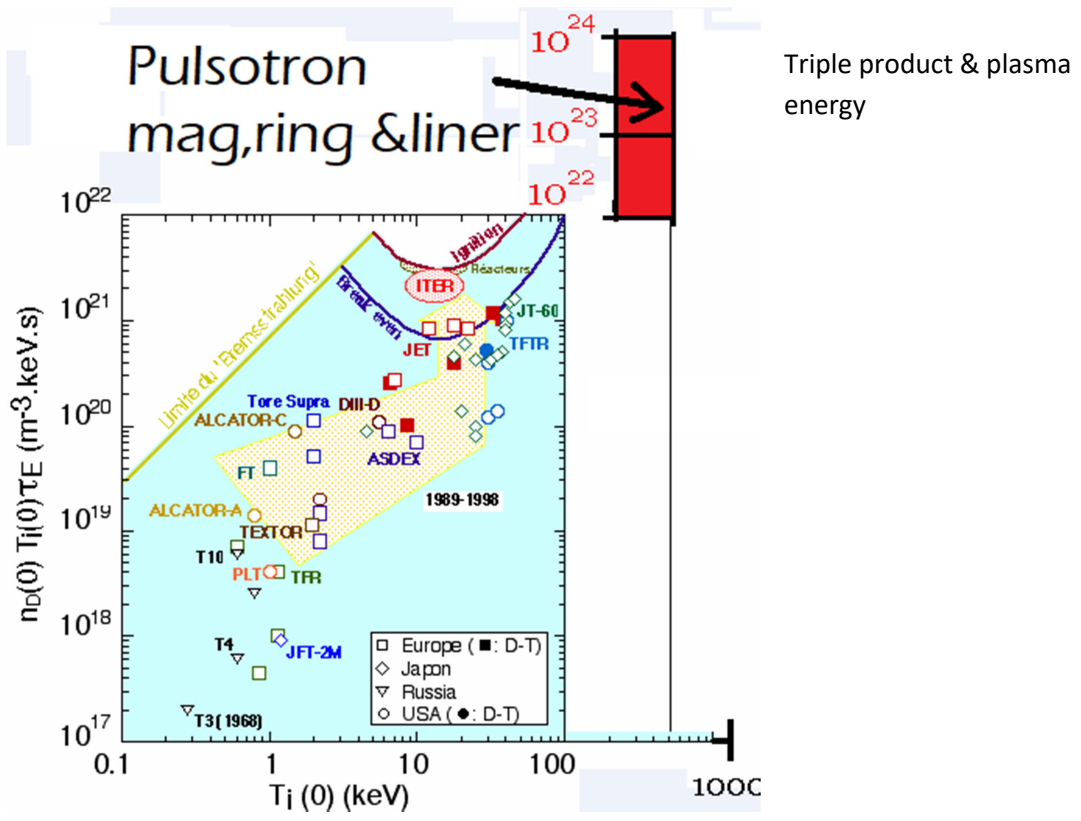 Pulsotron
mag,ring &liner
10^24
10^23
10^22
Triple product & plasma
energy
10^22
10^21
10^20
10^19
10^18
10^17
n_D(0) T_i(0)τE (m^-3.keV.s)
Limite du 'Bremsstrahlung'
Ignition
Réacteurs
ITER
Break even
JT-60
JET
TFTR
Tore Supra
DIII-D
ALCATOR-C
ASDEX
FT
1989-1998
ALCATOR-A
TEXTOR
T10
PLT
TFR
T4
JFT-2M
T3(1968)
Europe (■: D-T)
Japon
Russia
USA (●: D-T)
0.1
1
10
100
1000
T_i (0) (keV)